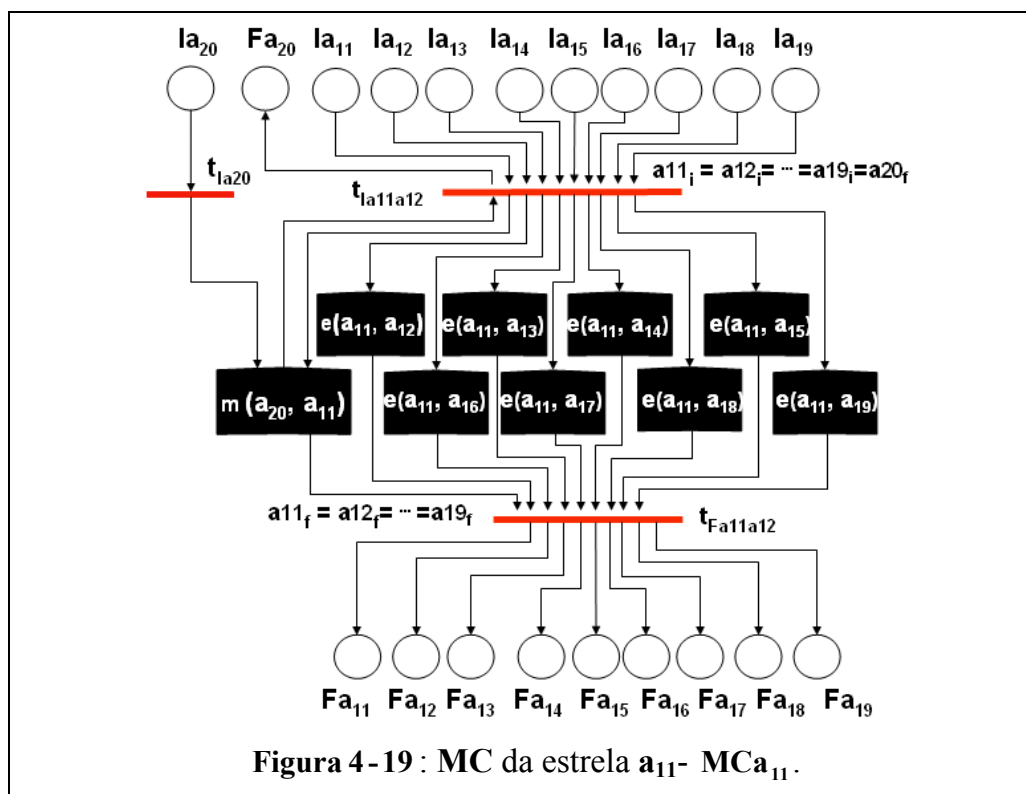 Ia20 Fa20 Ia11 Ia12 Ia13 Ia14 Ia15 Ia16 Ia17 Ia18 Ia19
tIa20
tIa11a12
a11i = a12i= ··· =a19i=a20f
e(a11, a12) e(a11, a13) e(a11, a14) e(a11, a15)
m (a20, a11) e(a11, a16) e(a11, a17) e(a11, a18) e(a11, a19)
a11f = a12f= ··· =a19f
tFa11a12
Fa11 Fa12 Fa13 Fa14 Fa15 Fa16 Fa17 Fa18 Fa19
Figura 4-19 : MC da estrela a11- MCa11.